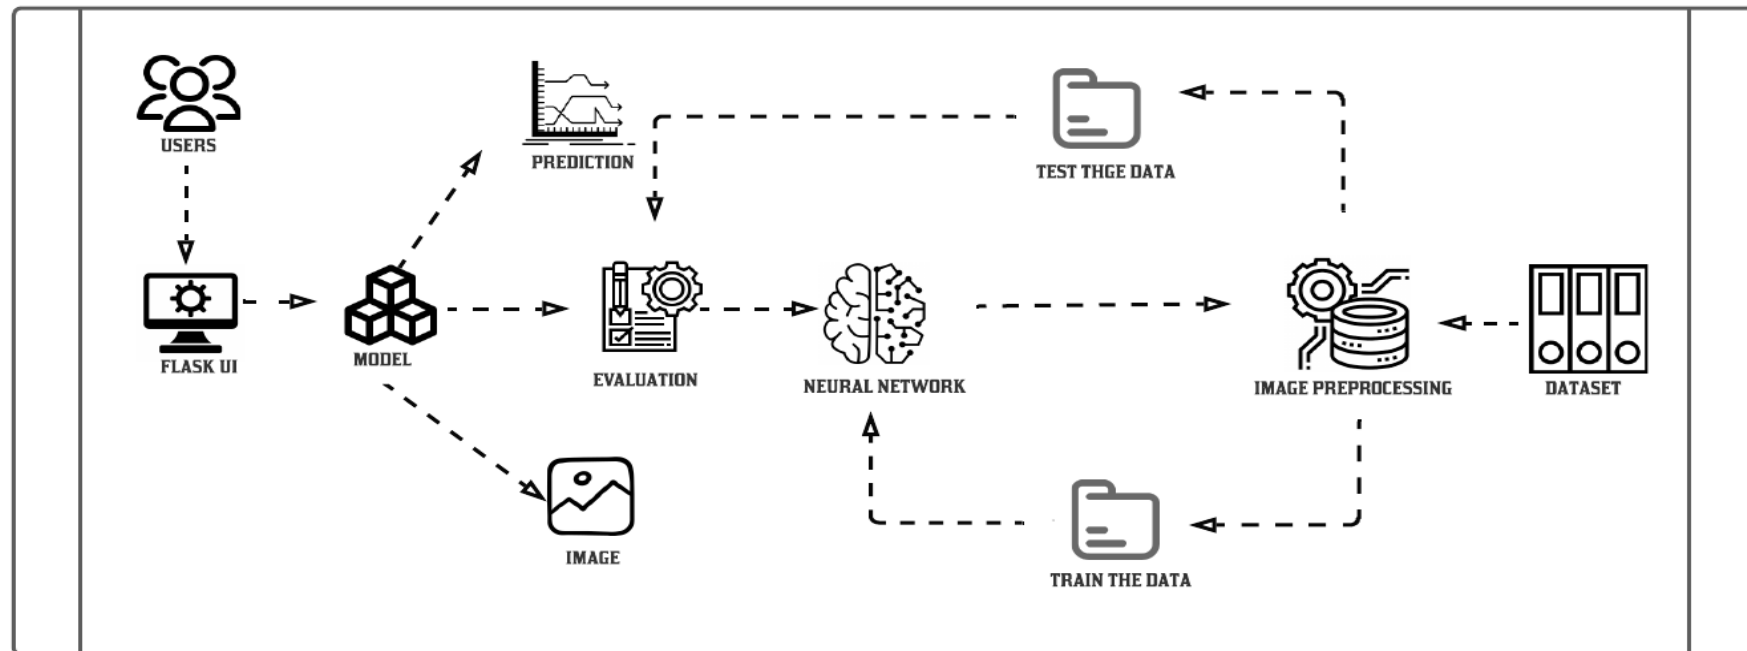 USERS
PREDICTION
TEST THGE DATA
FLASK UI
MODEL
EVALUATION
NEURAL NETWORK
IMAGE PREPROCESSING
DATASET
IMAGE
TRAIN THE DATA